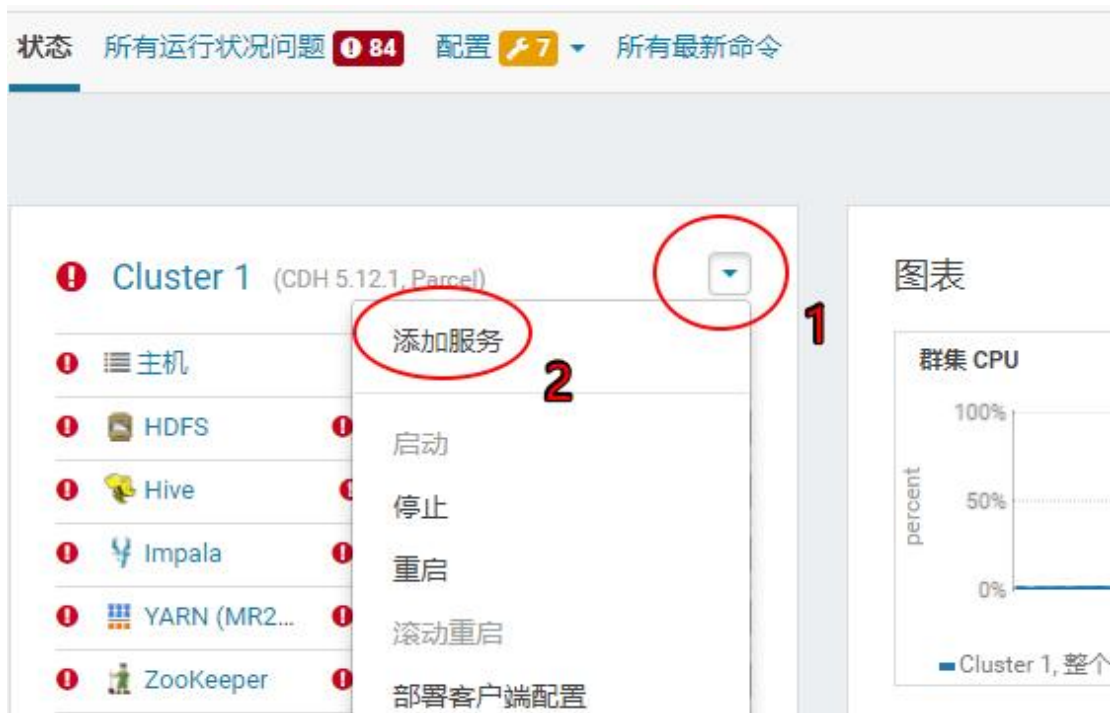 状态 所有运行状况问题 84 配置 7 所有最新命令
Cluster 1 (CDH 5.12.1, Parcel)
1
添加服务
2
主机
HDFS
启动
Hive
停止
Impala
重启
YARN (MR2...
滚动重启
ZooKeeper
部署客户端配置
图表
群集 CPU
100%
percent
50%
0%
Cluster 1, 整个